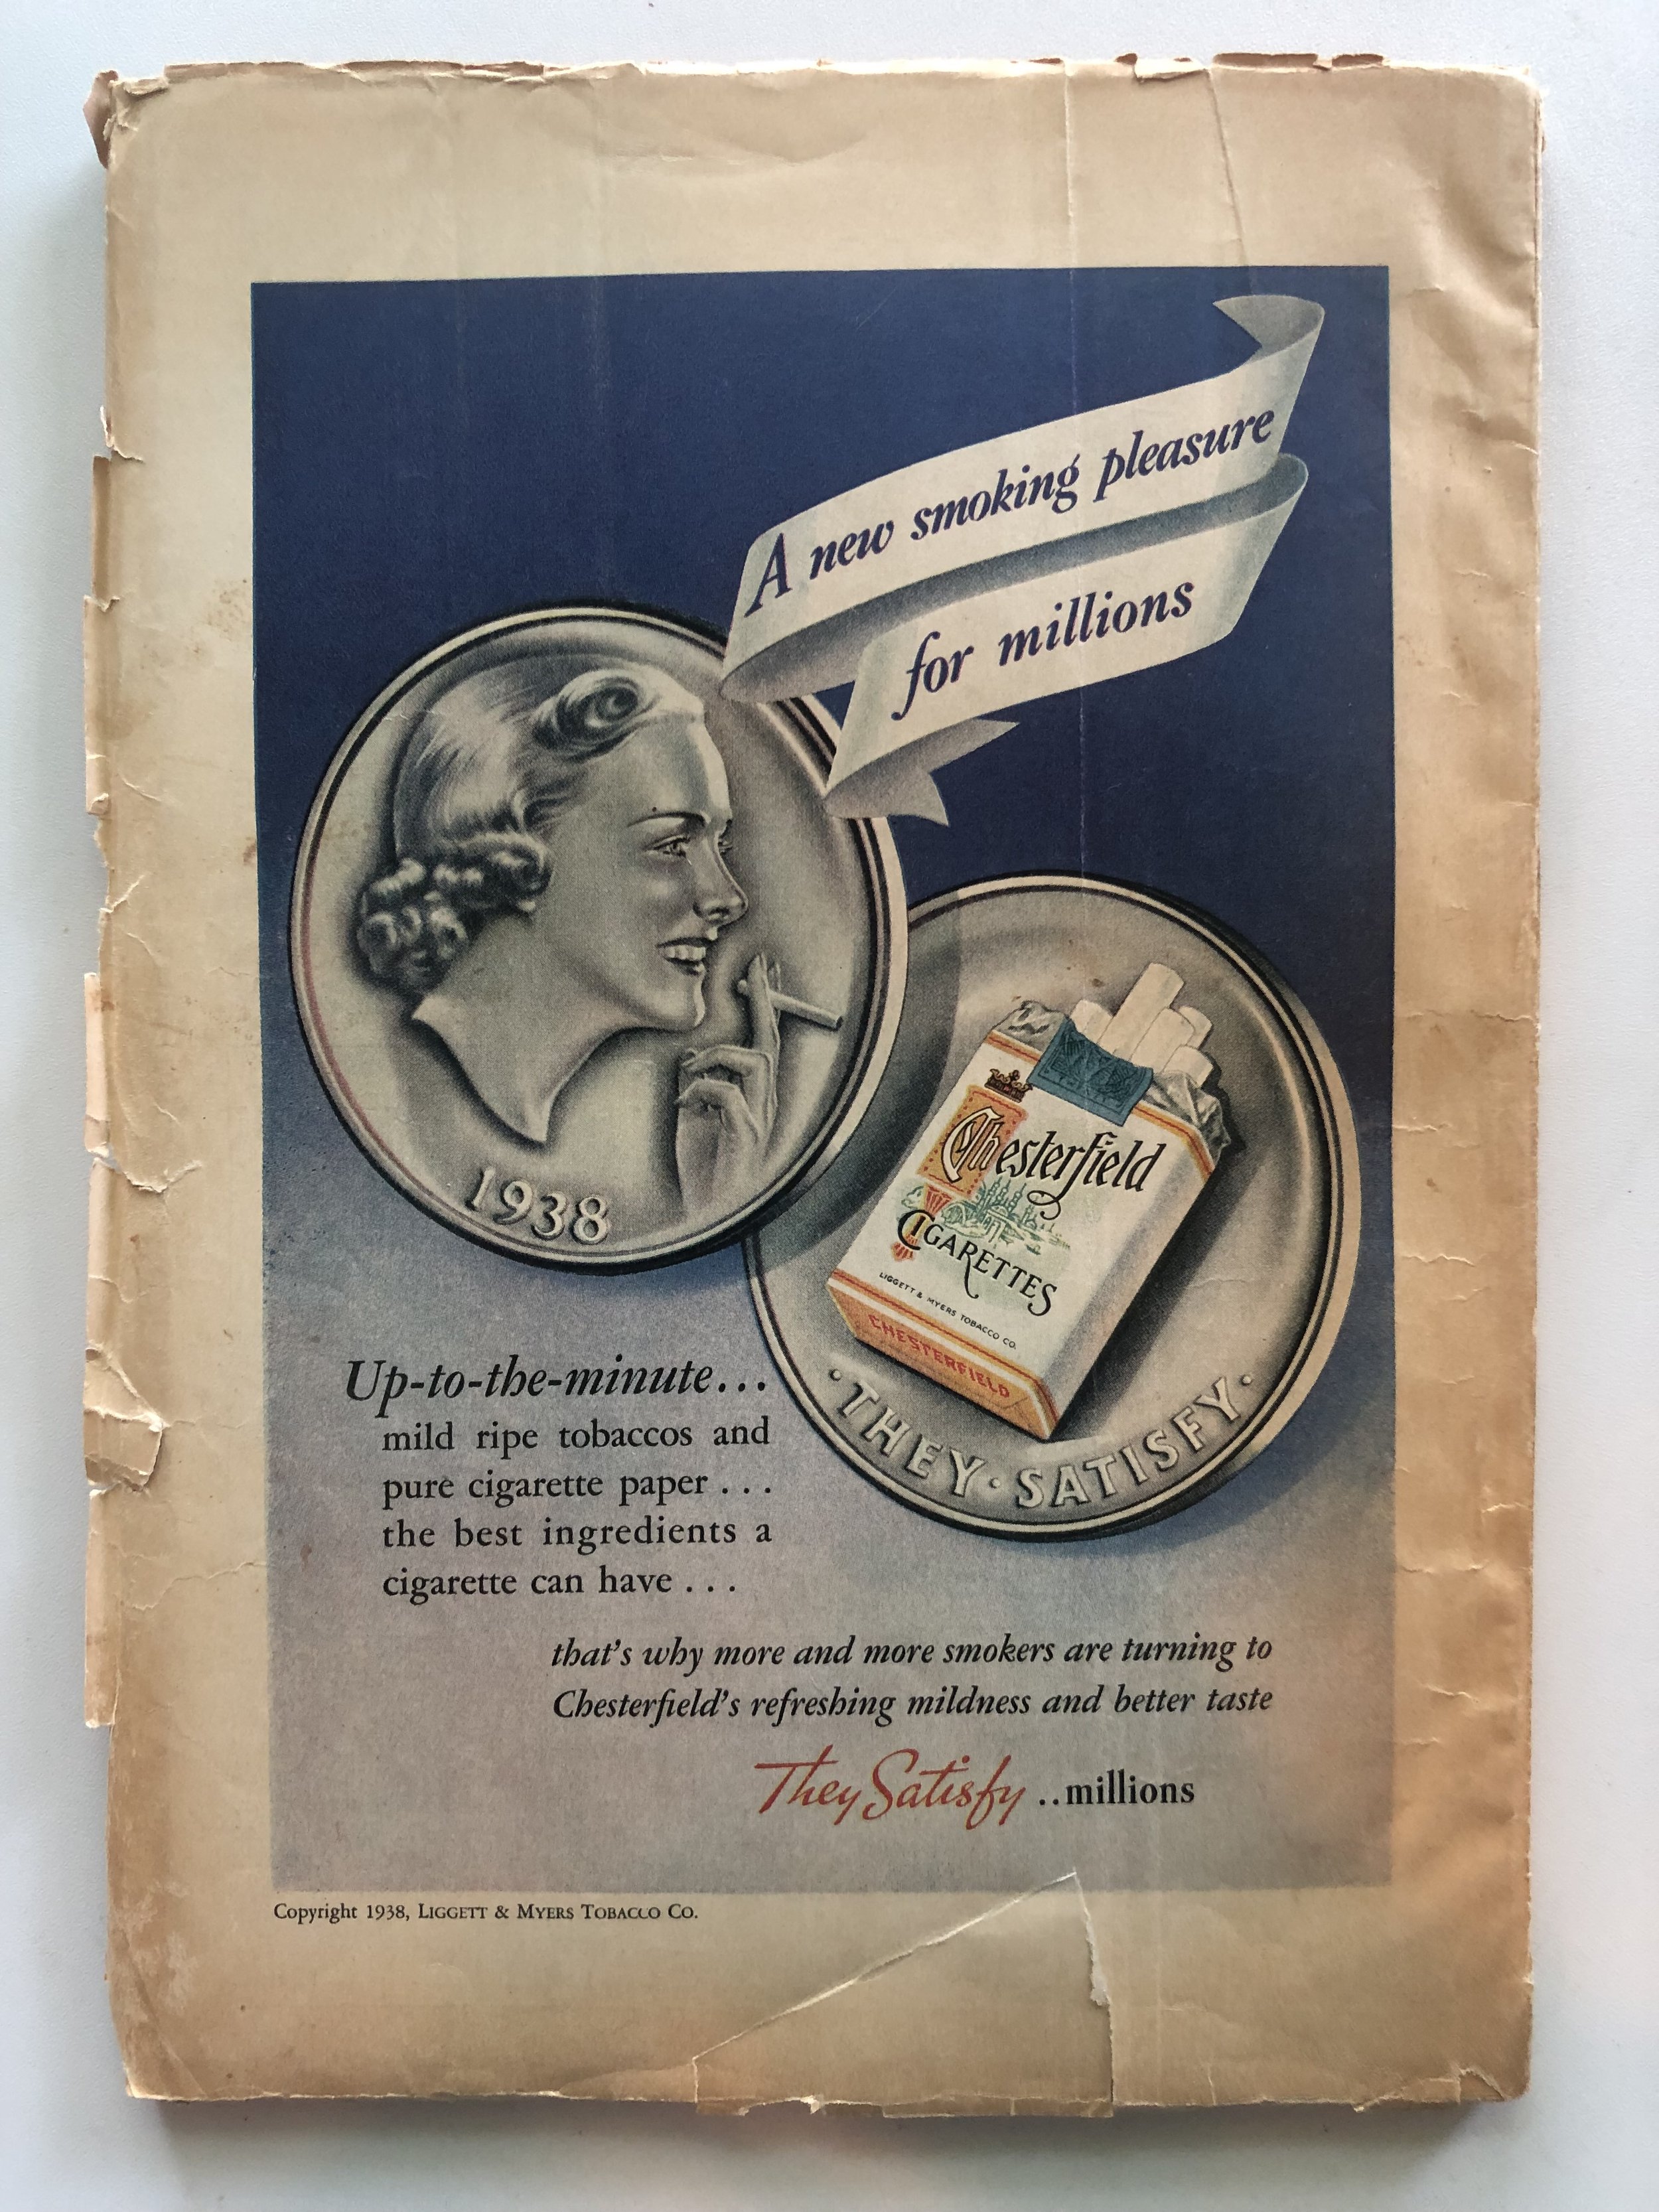 A new smoking pleasure
for millions
1938
Chesterfield
CIGARETTES
LIGGETT & MYERS TOBACCO CO.
CHESTERFIELD
· THEY · SATISFY ·
Up-to-the-minute...
mild ripe tobaccos and
pure cigarette paper . . .
the best ingredients a
cigarette can have . . .
that's why more and more smokers are turning to
Chesterfield's refreshing mildness and better taste
They Satisfy ..millions
Copyright 1938, LIGGETT & MYERS TOBACCO CO.